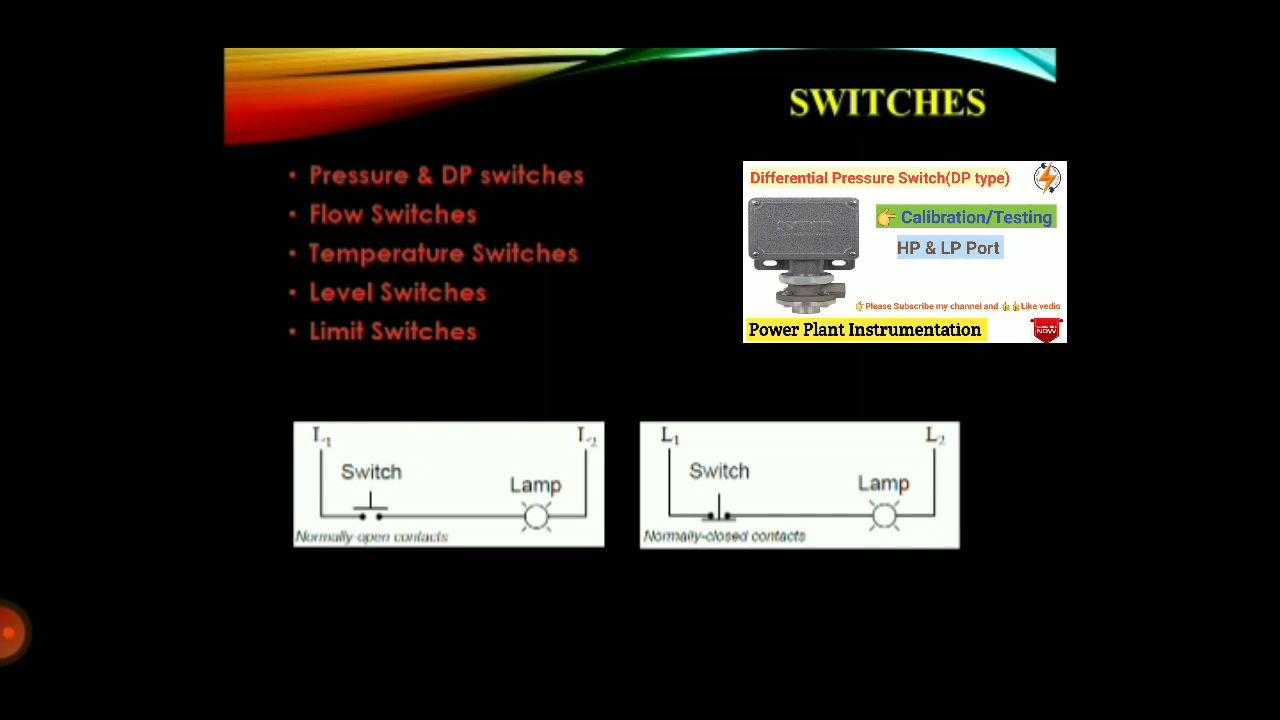 SWITCHES
• Pressure & DP switches
• Flow Switches
• Temperature Switches
• Level Switches
• Limit Switches
Differential Pressure Switch(DP type)
👉 Calibration/Testing
HP & LP Port
👉Please Subscribe my channel and 👍👍Like vedio
Power Plant Instrumentation
NOW
L₁ L₂
Switch
Lamp
Normally-open contacts
L₁ L₂
Switch
Lamp
Normally-closed contacts